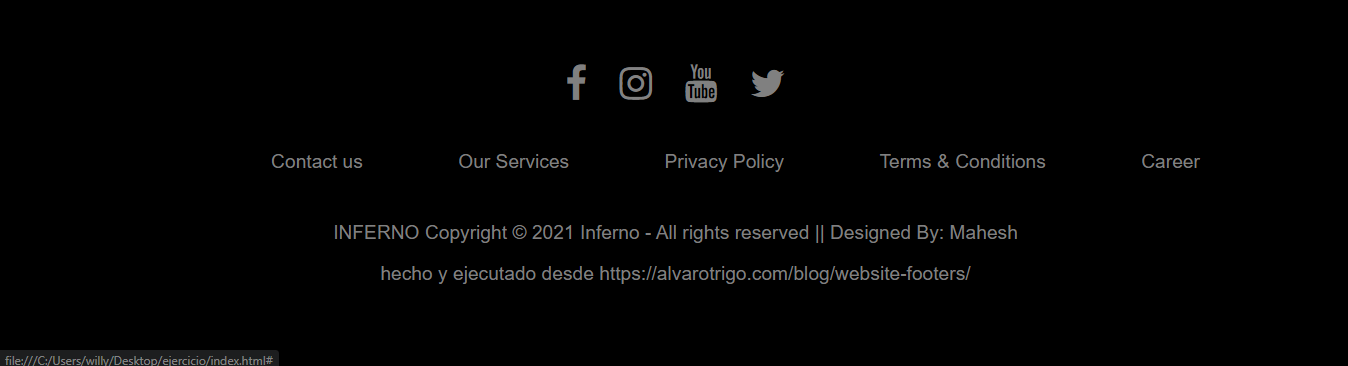 You
Tube
Contact us Our Services Privacy Policy Terms & Conditions Career
INFERNO Copyright © 2021 Inferno - All rights reserved || Designed By: Mahesh
hecho y ejecutado desde https://alvarotrigo.com/blog/website-footers/
file:///C:/Users/willy/Desktop/ejercicio/index.html#